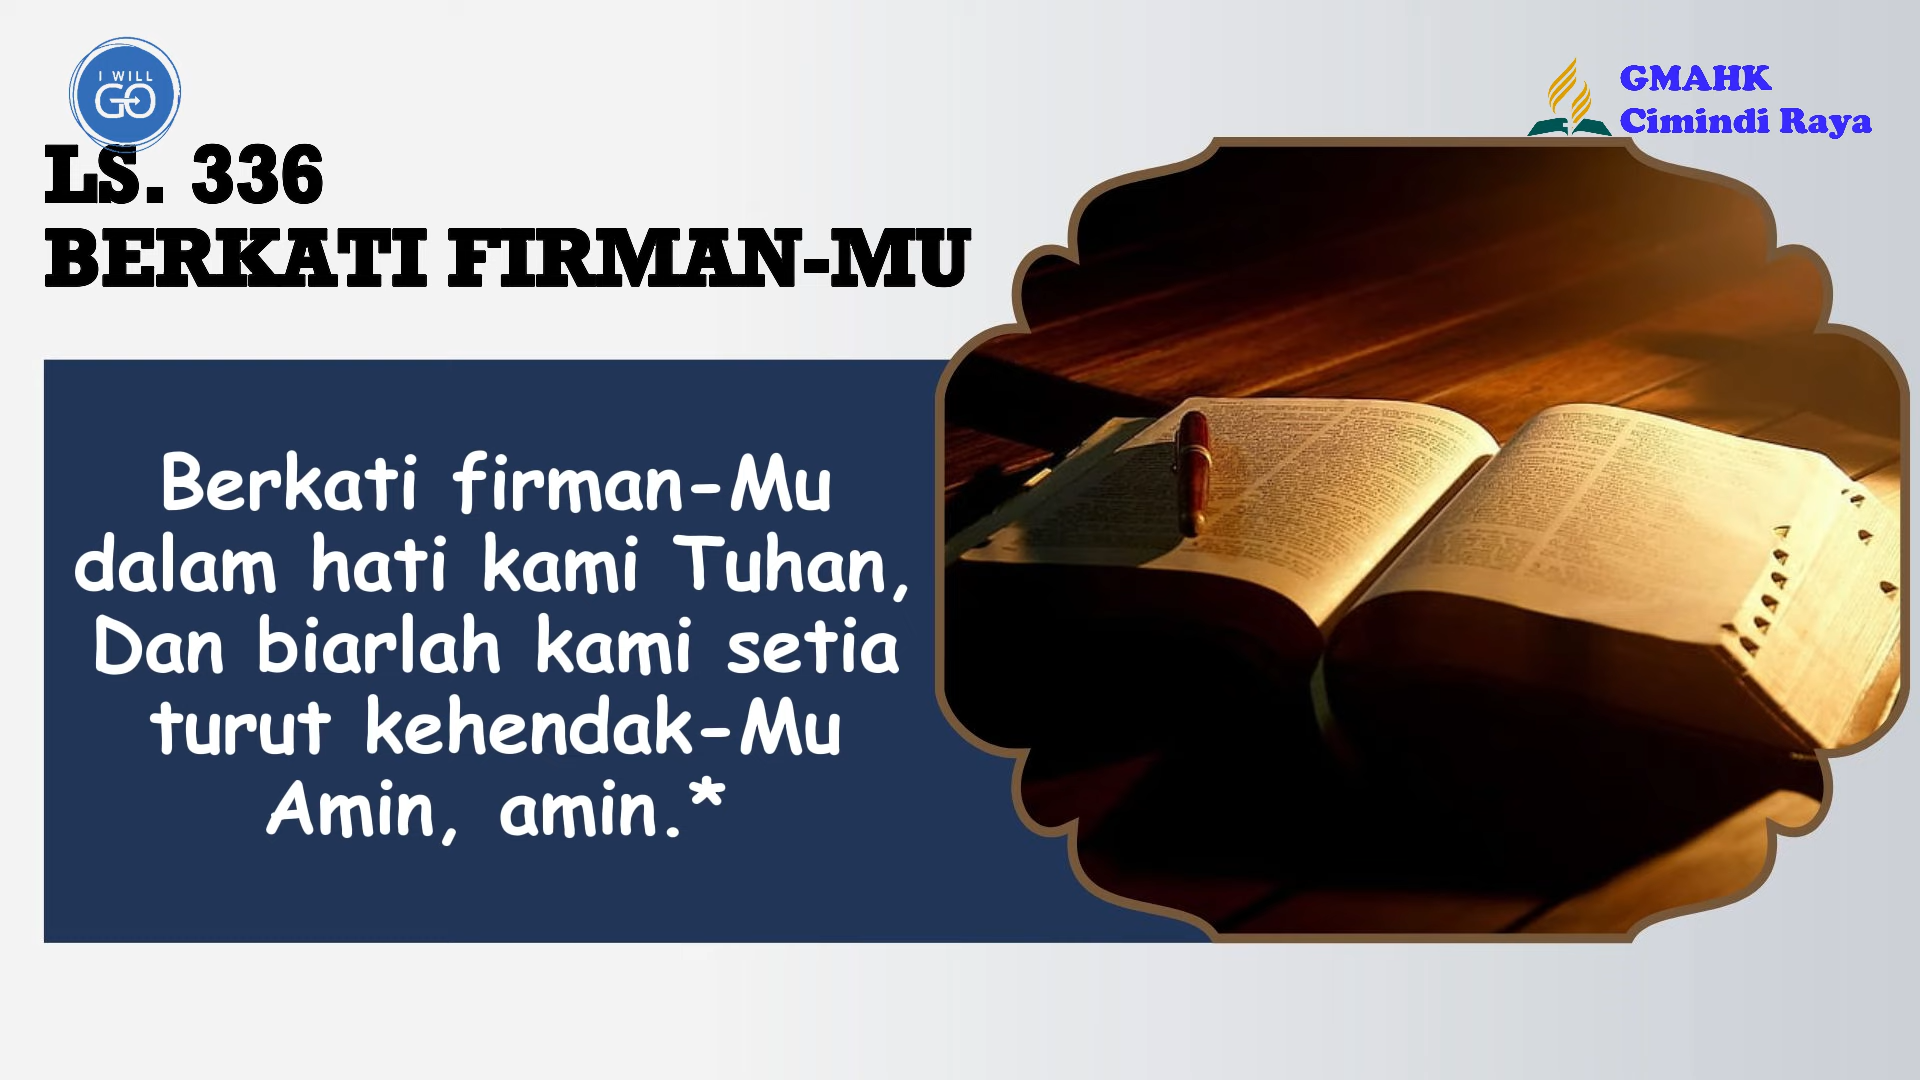 I WILL
GO
GMAHK
Cimindi Raya
LS. 336
BERKATI FIRMAN-MU
Berkati firman-Mu
dalam hati kami Tuhan,
Dan biarlah kami setia
turut kehendak-Mu
Amin, amin.*